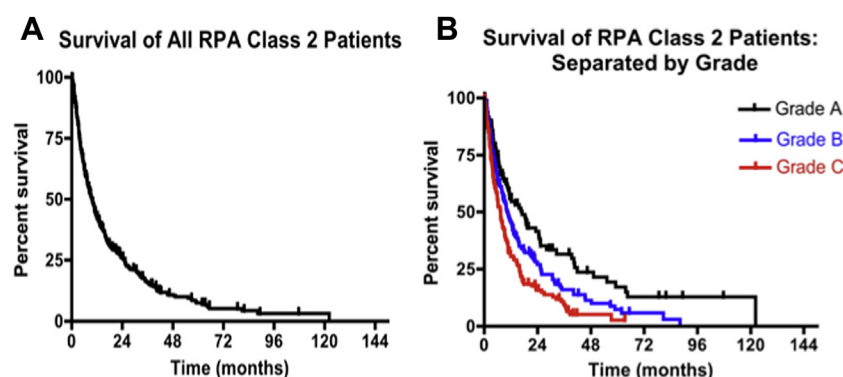 A
Survival of All RPA Class 2 Patients
Percent survival
100
75
50
25
0
0 24 48 72 96 120 144
Time (months)
B
Survival of RPA Class 2 Patients:
Separated by Grade
Percent survival
100
75
50
25
0
0 24 48 72 96 120 144
Time (months)
Grade A
Grade B
Grade C